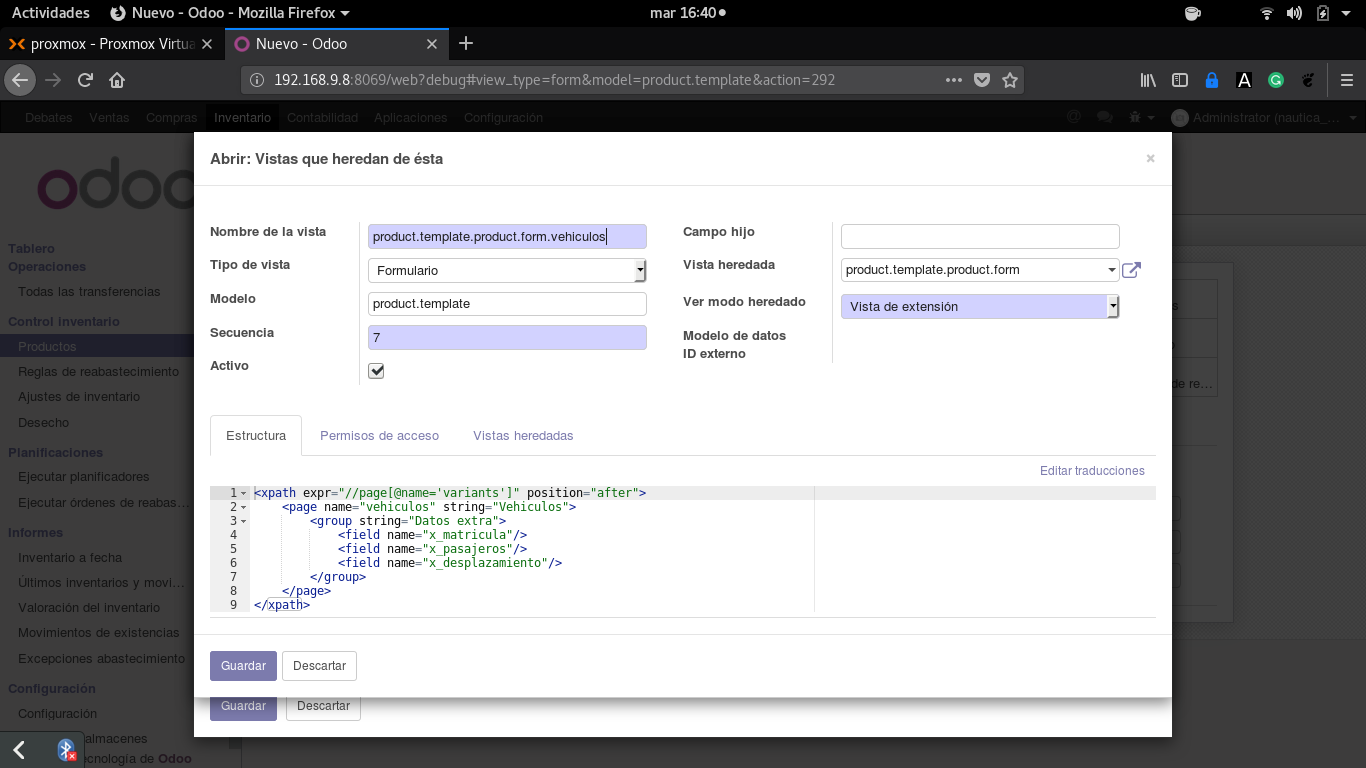 Actividades Nuevo - Odoo - Mozilla Firefox mar 16:40
proxmox - Proxmox Virtua Nuevo - Odoo
192.168.9.8:8069/web?debug#view_type=form&model=product.template&action=292
Debates Ventas Compras Inventario Contabilidad Aplicaciones Configuración @ Administrator (nautica_...
odoo
Abrir: Vistas que heredan de ésta ×
Nombre de la vista product.template.product.form.vehiculos
Campo hijo
Tipo de vista Formulario
Vista heredada product.template.product.form
Modelo product.template
Ver modo heredado Vista de extensión
Secuencia 7
Modelo de datos
ID externo
Activo
Estructura Permisos de acceso Vistas heredadas
Editar traducciones
1 <xpath expr="//page[@name='variants']" position="after">
2 <page name="vehiculos" string="Vehiculos">
3 <group string="Datos extra">
4 <field name="x_matricula"/>
5 <field name="x_pasajeros"/>
6 <field name="x_desplazamiento"/>
7 </group>
8 </page>
9 </xpath>
Guardar Descartar
Guardar Descartar
Tablero
Operaciones
Todas las transferencias
Control inventario
Productos
Reglas de reabastecimiento
Ajustes de inventario
Desecho
Planificaciones
Ejecutar planificadores
Ejecutar órdenes de reabas...
Informes
Inventario a fecha
Últimos inventarios y movi...
Valoración del inventario
Movimientos de existencias
Excepciones abastecimiento
Configuración
Configuración
almacenes
cnología de Odoo
de re...